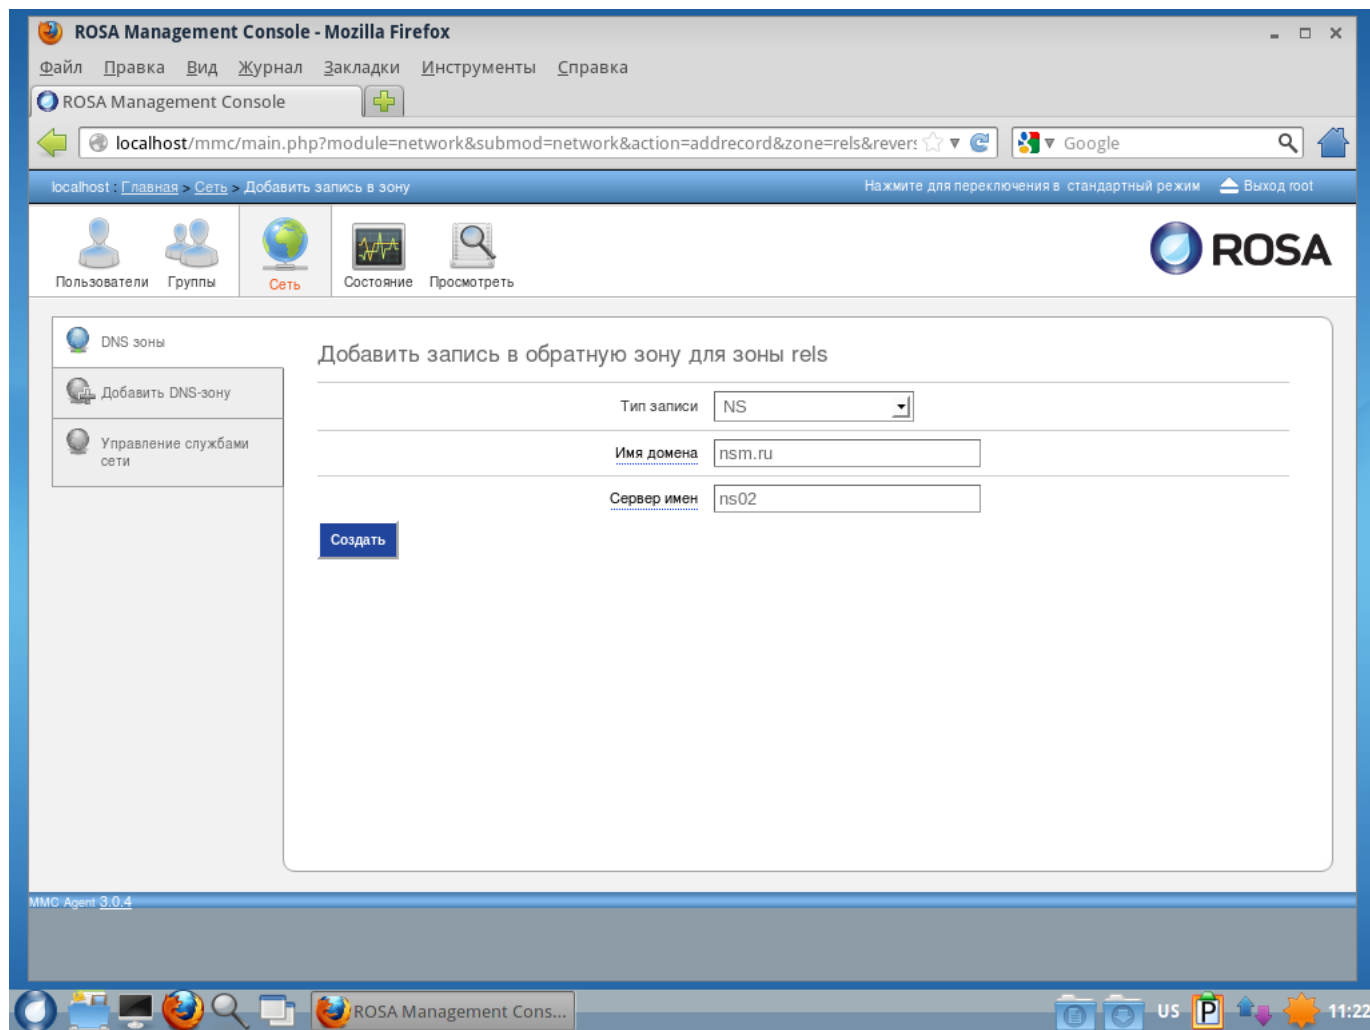 ROSA Management Console - Mozilla Firefox
Файл Правка Вид Журнал Закладки Инструменты Справка
ROSA Management Console
localhost/mmc/main.php?module=network&submod=network&action=addrecord&zone=rels&revers
Google
localhost : Главная > Сеть > Добавить запись в зону
Нажмите для переключения в стандартный режим Выход root
Пользователи Группы Сеть Состояние Просмотреть
ROSA
DNS зоны
Добавить DNS-зону
Управление службами
сети
Добавить запись в обратную зону для зоны rels
Тип записи NS
Имя домена nsm.ru
Сервер имен ns02
Создать
MMC Agent 3.0.4
ROSA Management Cons...
US P 11:22